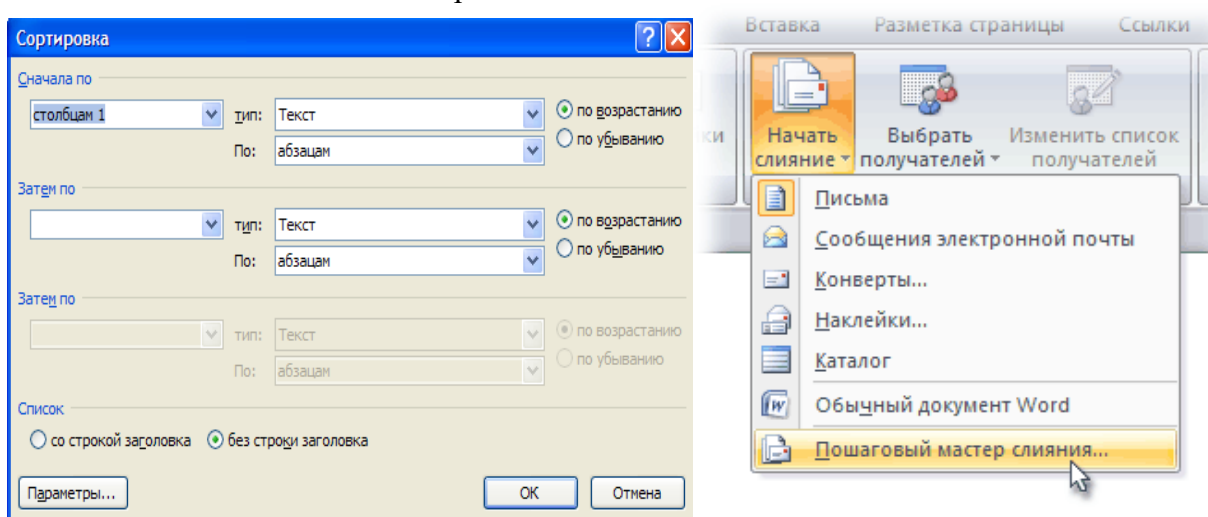 Сортировка
Сначала по
столбцам 1 тип: Текст по возрастанию
По: абзацам по убыванию
Затем по
тип: Текст по возрастанию
По: абзацам по убыванию
Затем по
тип: Текст по возрастанию
По: абзацам по убыванию
Список
со строкой заголовка без строки заголовка
Параметры... ОК Отмена
Вставка Разметка страницы Ссылки
Начать слияние
Выбрать получателей
Изменить список получателей
Письма
Сообщения электронной почты
Конверты...
Наклейки...
Каталог
Обычный документ Word
Пошаговый мастер слияния...